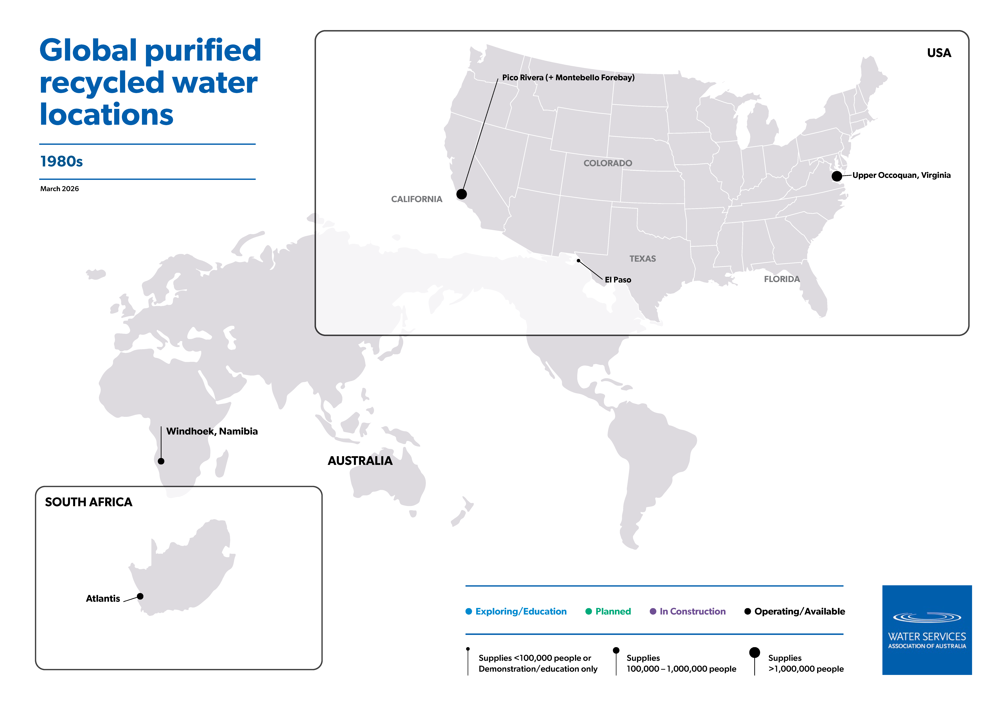 Global purified
recycled water
locations
1980s
March 2026
USA
Pico Rivera (+ Montebello Forebay)
COLORADO
Upper Occoquan, Virginia
CALIFORNIA
TEXAS
El Paso
FLORIDA
Windhoek, Namibia
AUSTRALIA
SOUTH AFRICA
Atlantis
Exploring/Education
Planned
In Construction
Operating/Available
Supplies <100,000 people or
Demonstration/education only
Supplies
100,000 – 1,000,000 people
Supplies
>1,000,000 people
WATER SERVICES
ASSOCIATION OF AUSTRALIA